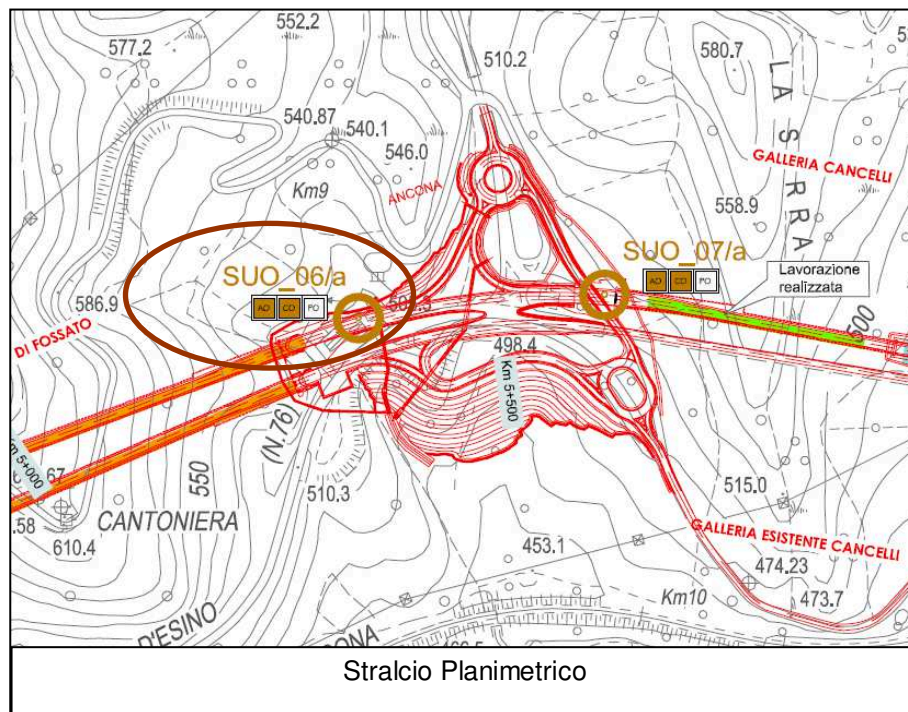 552.2
577.2
510.2
580.7
LA SERRA
540.87
540.1
546.0
GALLERIA CANCELLI
Km9
ANCONA
558.9
SUO_06/a
SUO_07/a
AO CO PO
AO CO PO
Lavorazione
realizzata
586.9
DI FOSSATO
500
498.4
Km 5+500
(N.76)
Km 5+000
550
510.3
515.0
CANTONIERA
610.4
GALLERIA ESISTENTE CANCELLI
453.1
474.23
473.7
Km10
D'ESINO
Stralcio Planimetrico